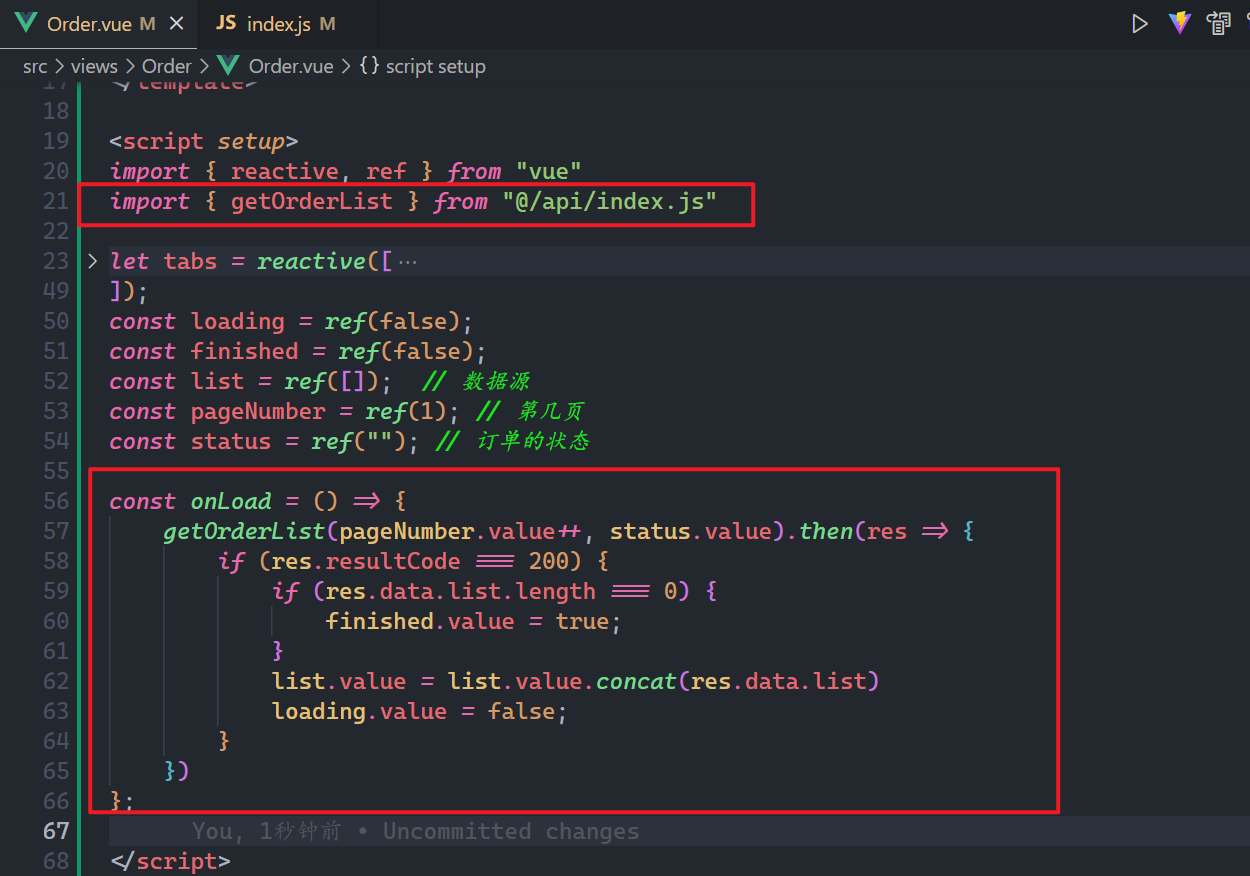 Order.vue M × JS index.js M
src > views > Order > Order.vue > {} script setup
17 </template>
18
19 <script setup>
20 import { reactive, ref } from "vue"
21 import { getOrderList } from "@/api/index.js"
22
23 > let tabs = reactive([ ···
49 ]);
50 const loading = ref(false);
51 const finished = ref(false);
52 const list = ref([]);  // 数据源
53 const pageNumber = ref(1); // 第几页
54 const status = ref(""); // 订单的状态
55
56 const onLoad = () => {
57     getOrderList(pageNumber.value++, status.value).then(res => {
58         if (res.resultCode === 200) {
59             if (res.data.list.length === 0) {
60                 finished.value = true;
61             }
62             list.value = list.value.concat(res.data.list)
63             loading.value = false;
64         }
65     })
66 };
67       You, 1秒钟前 • Uncommitted changes
68 </script>